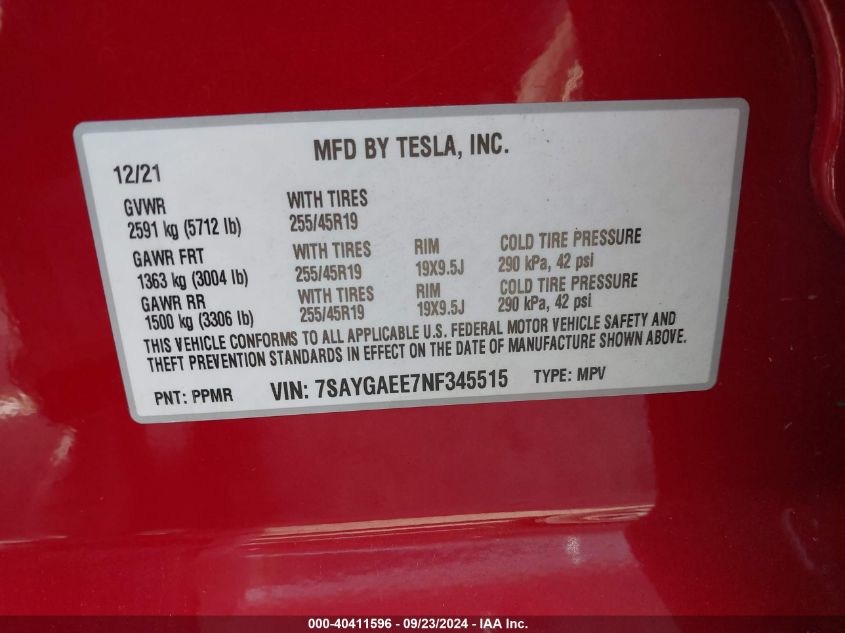 MFD BY TESLA, INC.
12/21
GVWR WITH TIRES
2591 kg (5712 lb) 255/45R19
GAWR FRT WITH TIRES RIM COLD TIRE PRESSURE
1363 kg (3004 lb) 255/45R19 19X9.5J 290 kPa, 42 psi
GAWR RR WITH TIRES RIM COLD TIRE PRESSURE
1500 kg (3306 lb) 255/45R19 19X9.5J 290 kPa, 42 psi
THIS VEHICLE CONFORMS TO ALL APPLICABLE U.S. FEDERAL MOTOR VEHICLE SAFETY AND
THEFT PREVENTION STANDARDS IN EFFECT ON THE DATE OF MANUFACTURE SHOWN ABOVE.
PNT: PPMR VIN: 7SAYGAEE7NF345515 TYPE: MPV
000-40411596 - 09/23/2024 - IAA Inc.